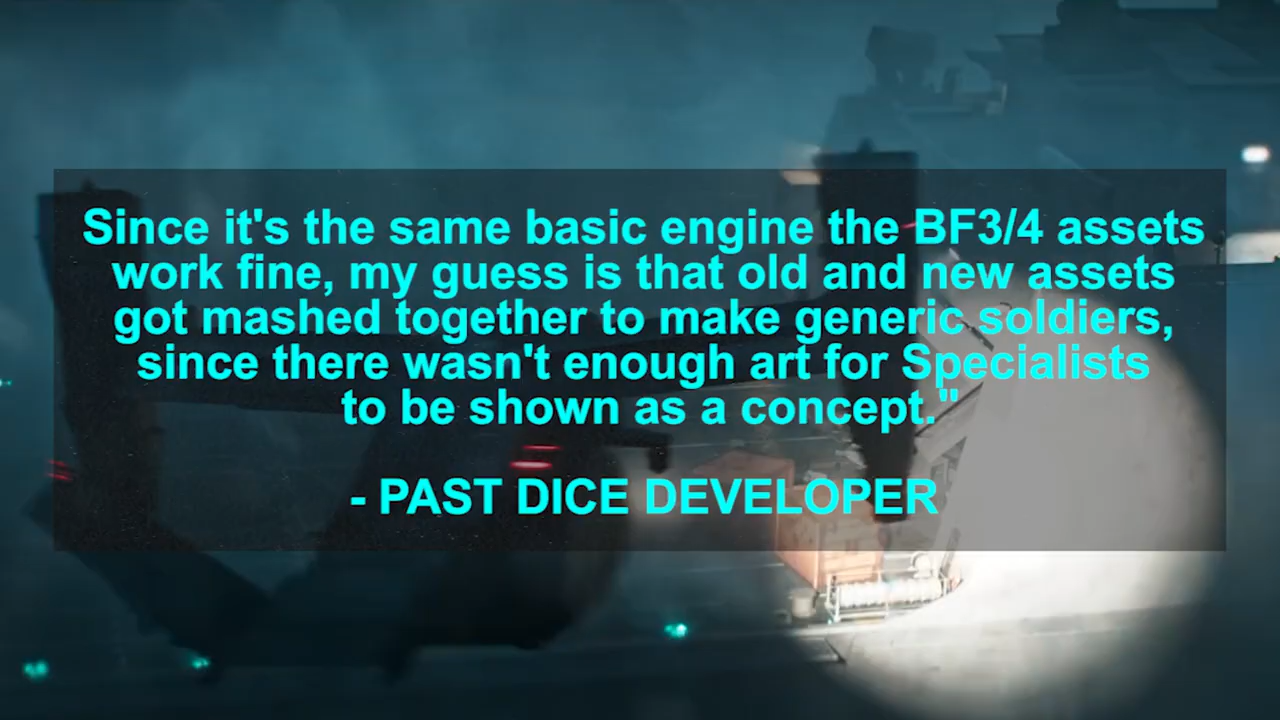 Since it's the same basic engine the BF3/4 assets
work fine, my guess is that old and new assets
got mashed together to make generic soldiers,
since there wasn't enough art for Specialists
to be shown as a concept."
- PAST DICE DEVELOPER